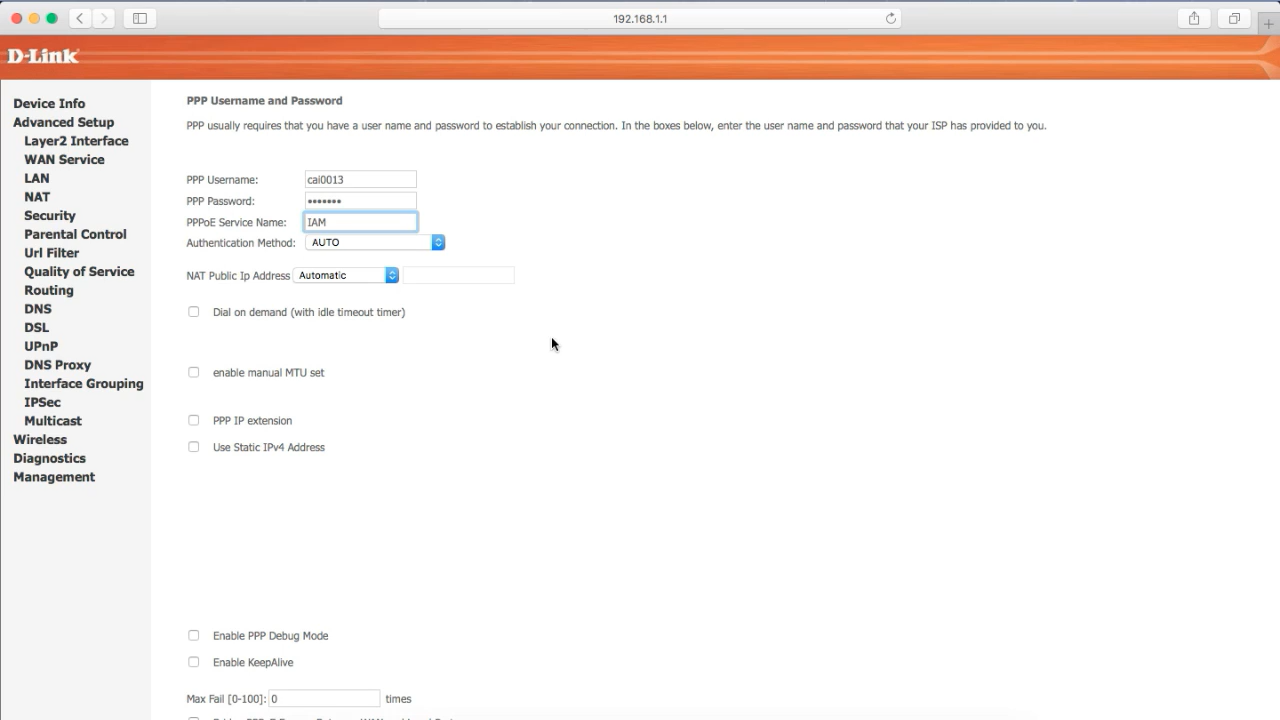 192.168.1.1
D-Link
Device Info
Advanced Setup
Layer2 Interface
WAN Service
LAN
NAT
Security
Parental Control
Url Filter
Quality of Service
Routing
DNS
DSL
UPnP
DNS Proxy
Interface Grouping
IPSec
Multicast
Wireless
Diagnostics
Management
PPP Username and Password
PPP usually requires that you have a user name and password to establish your connection. In the boxes below, enter the user name and password that your ISP has provided to you.
PPP Username: cai0013
PPP Password: •••••••
PPPoE Service Name: IAM
Authentication Method: AUTO
NAT Public Ip Address Automatic
Dial on demand (with idle timeout timer)
enable manual MTU set
PPP IP extension
Use Static IPv4 Address
Enable PPP Debug Mode
Enable KeepAlive
Max Fail [0-100]: 0 times